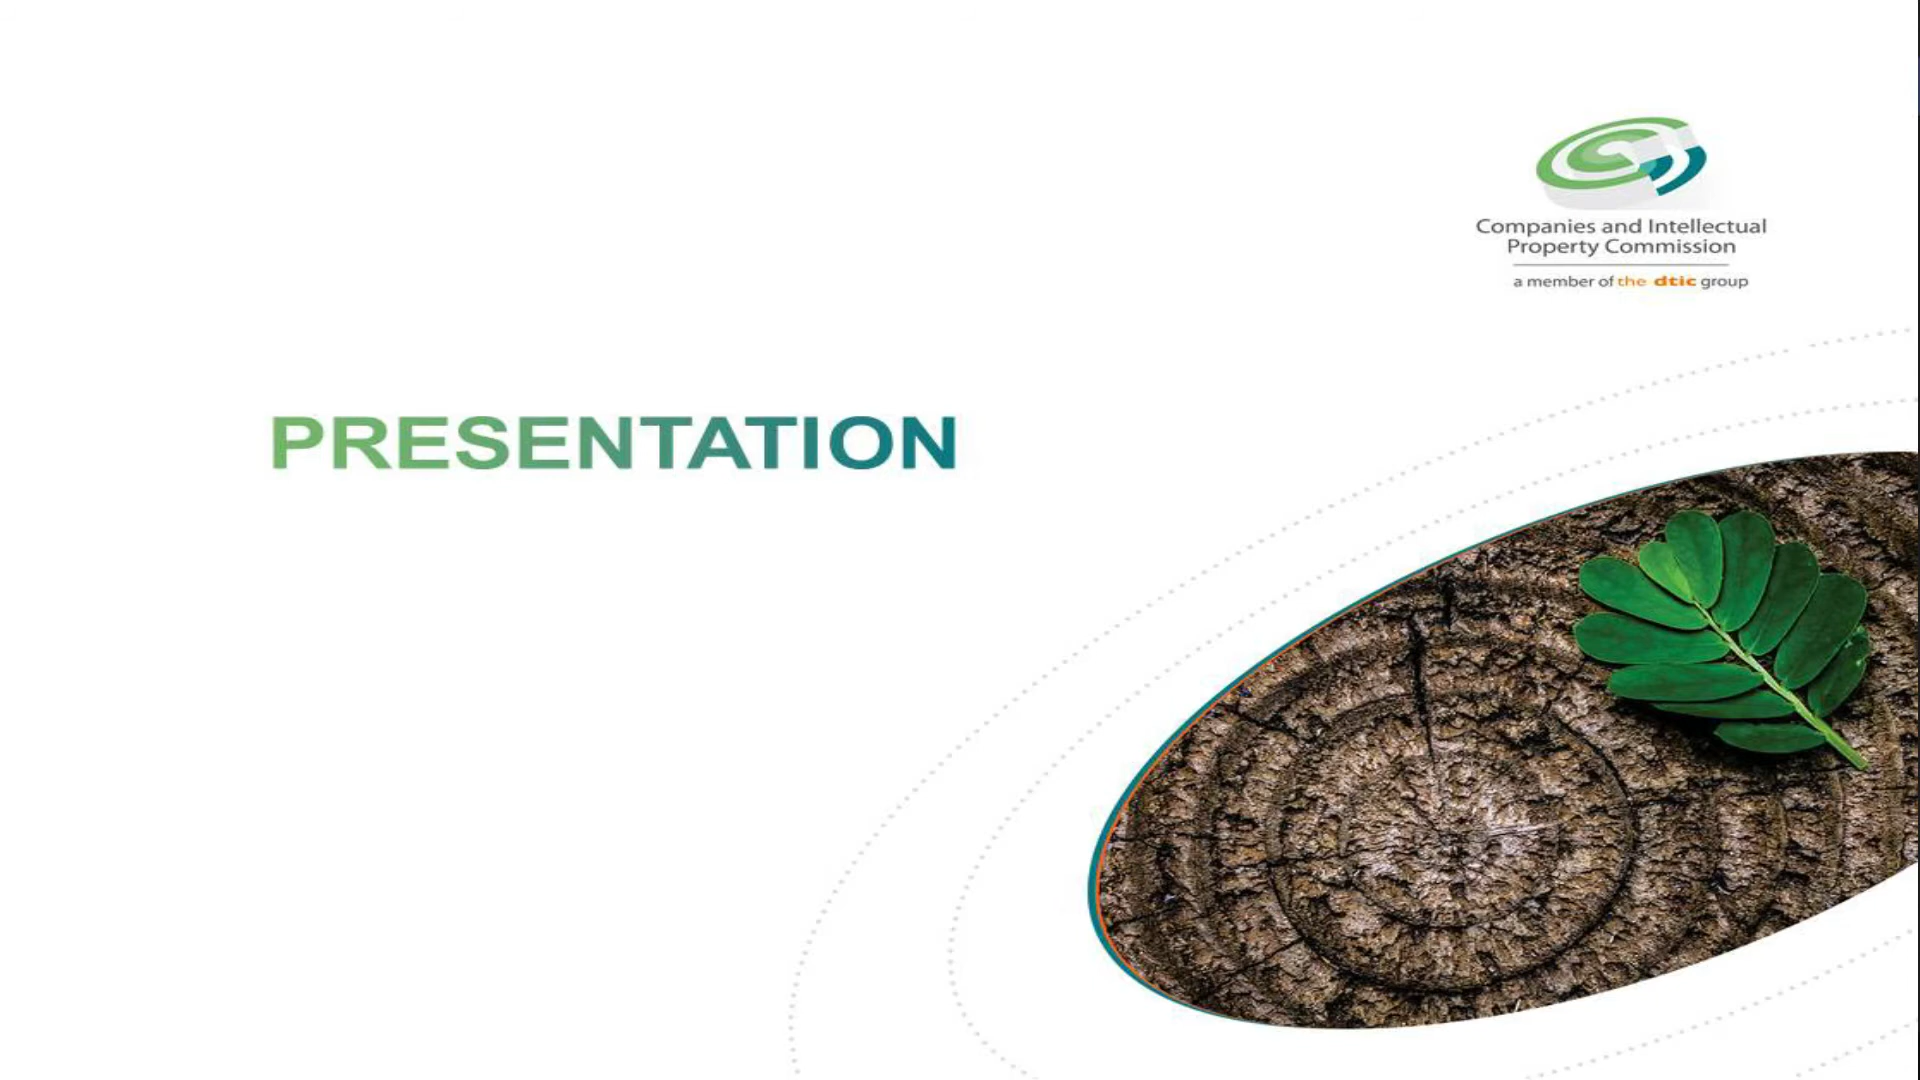 Companies and Intellectual
Property Commission
a member of the dtic group
PRESENTATION